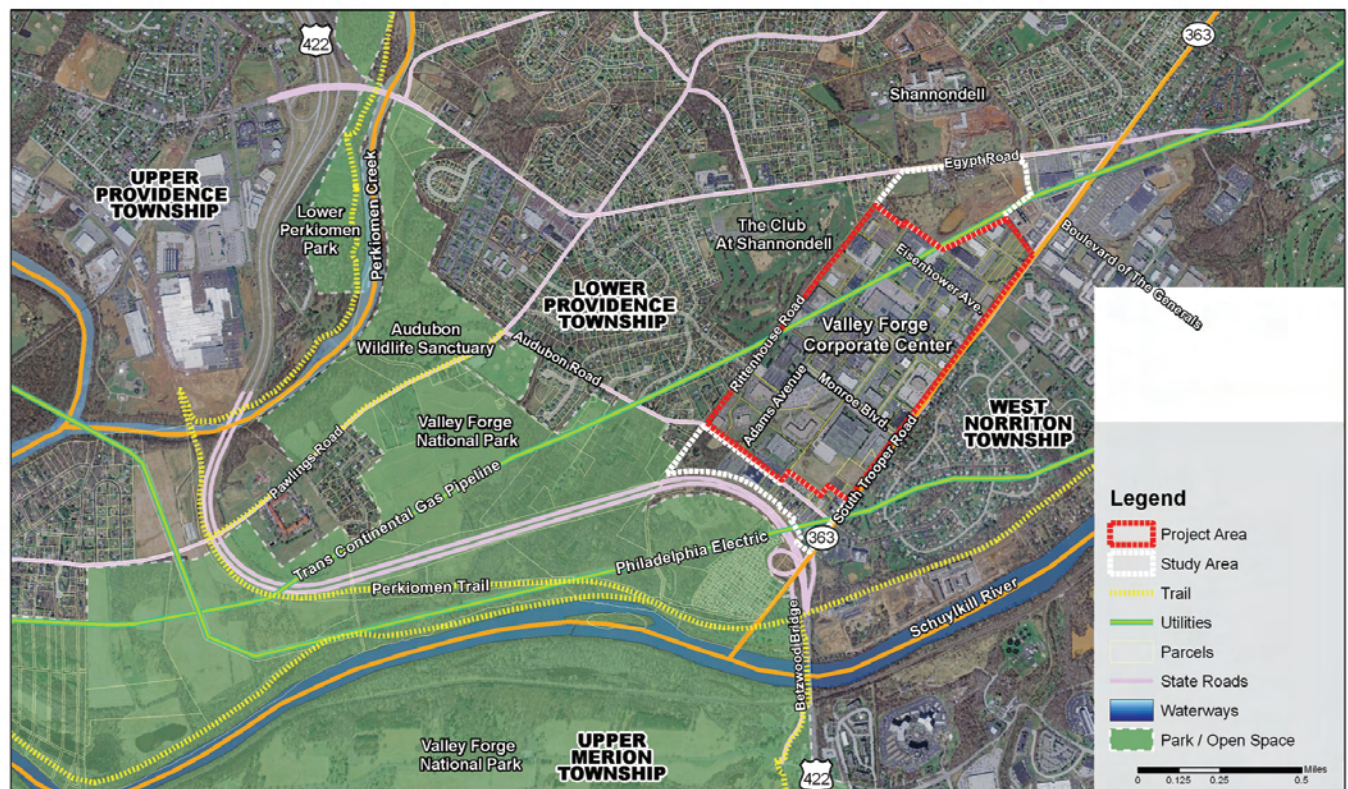 422
363
Shannondell
Egypt Road
UPPER
PROVIDENCE
TOWNSHIP
Perkiomen Creek
Lower
Perkiomen
Park
The Club
At Shannondell
Boulevard of The Generals
Eisenhower Ave.
LOWER
PROVIDENCE
TOWNSHIP
Rittenhouse Road
Audubon
Wildlife Sanctuary
Audubon Road
Valley Forge
Corporate Center
Adams Avenue
Monroe Blvd.
WEST
NORRITON
TOWNSHIP
Valley Forge
National Park
Pawlings Road
Trans Continental Gas Pipeline
South Trooper Road
363
Philadelphia Electric
Perkiomen Trail
Schuylkill River
Betzwood Bridge
Valley Forge
National Park
UPPER
MERION
TOWNSHIP
422
Legend
Project Area
Study Area
Trail
Utilities
Parcels
State Roads
Waterways
Park / Open Space
Miles
0 0.125 0.25 0.5